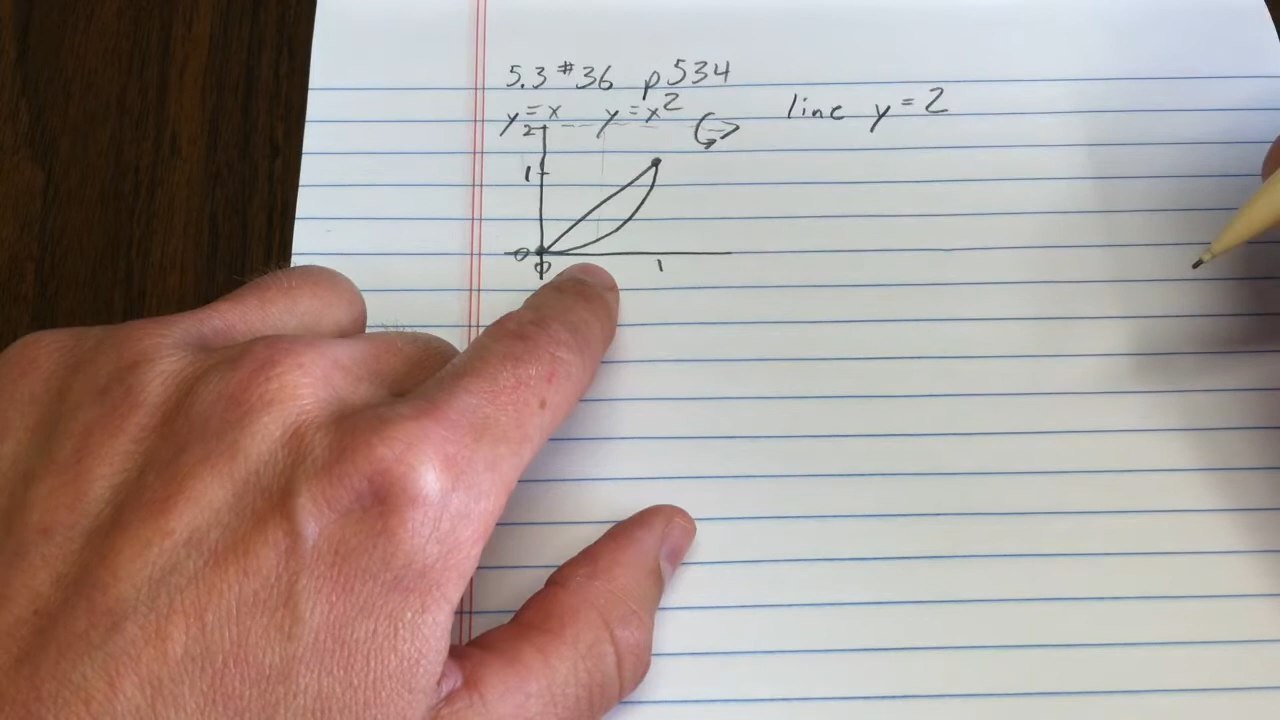 5.3 #36 p534
y=x y=x² line y=2
2
1
0
0 1